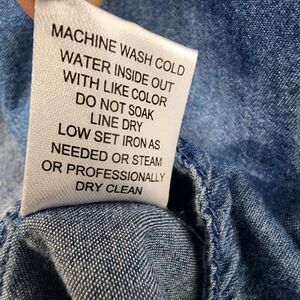 MACHINE WASH COLD
WATER INSIDE OUT
WITH LIKE COLOR
DO NOT SOAK
LINE DRY
LOW SET IRON AS
NEEDED OR STEAM
OR PROFESSIONALLY
DRY CLEAN